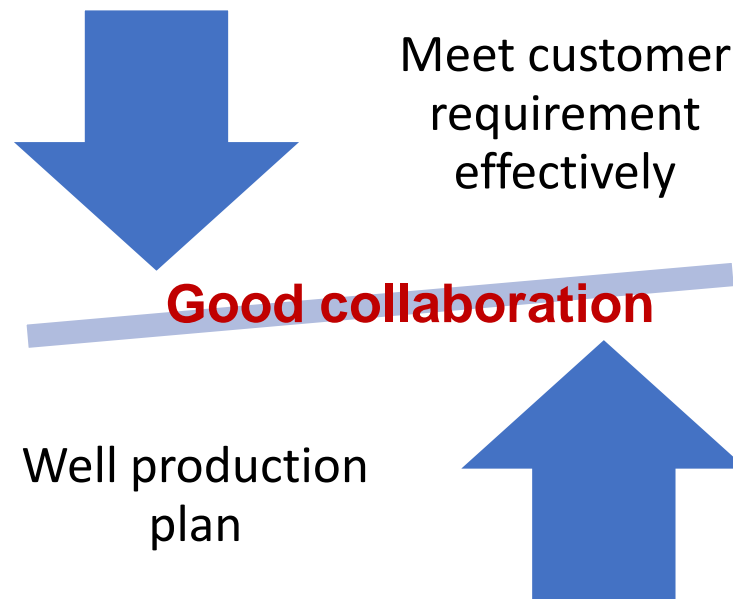 Meet customer
requirement
effectively
Good collaboration
Well production
plan